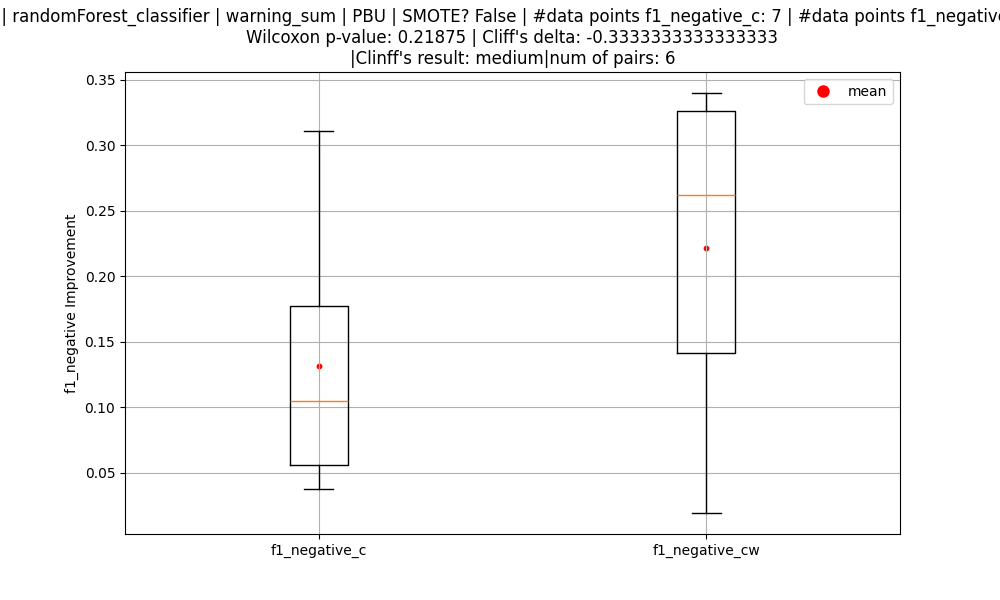 | randomForest_classifier | warning_sum | PBU | SMOTE? False | #data points f1_negative_c: 7 | #data points f1_negative
Wilcoxon p-value: 0.21875 | Cliff's delta: -0.3333333333333333
|Clinff's result: medium|num of pairs: 6
0.35
mean
0.30
0.25
0.20
0.15
0.10
0.05
f1_negative Improvement
f1_negative_c
f1_negative_cw